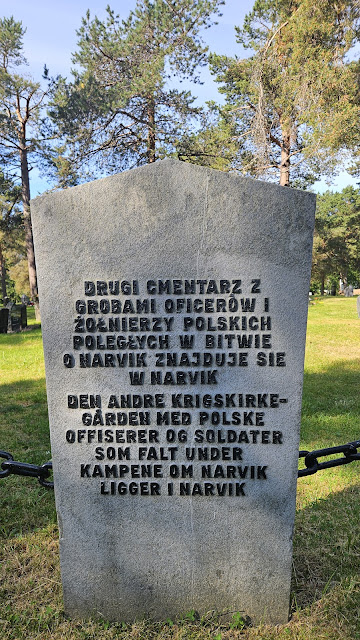 DRUGI CMENTARZ Z
GROBAMI OFICERÓW I
ŻOŁNIERZY POLSKICH
POLEGŁYCH W BITWIE
O NARVIK ZNAJDUJE SIE
W NARVIK
DEN ANDRE KRIGSKIRKE-
GÅRDEN MED POLSKE
OFFISERER OG SOLDATER
SOM FALT UNDER
KAMPENE OM NARVIK
ŁIGGER I NARVIK